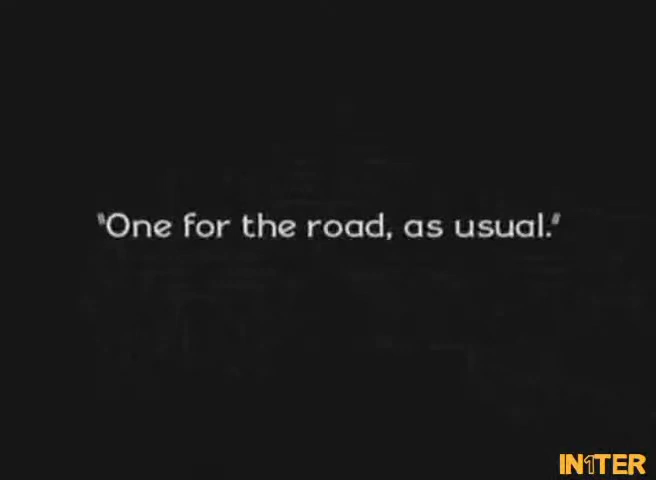 "One for the road, as usual."
IN1TER